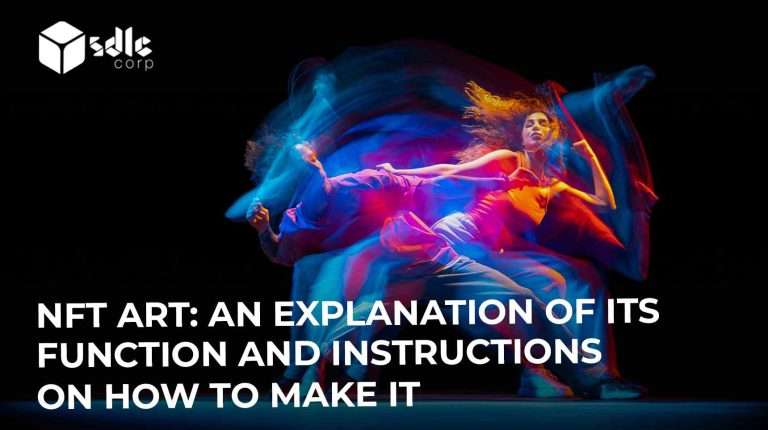 sdlc
corp
NFT ART: AN EXPLANATION OF ITS
FUNCTION AND INSTRUCTIONS
ON HOW TO MAKE IT